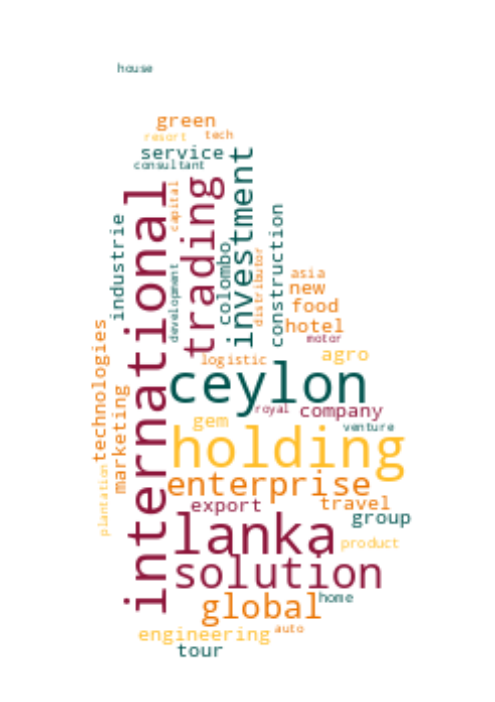 house
green
resort
tech
service
consultant
international
trading
investment
capital
industrie
colombo
construction
development
distributor
asia
new
food
hotel
motor
technologies
logistic
agro
ceylon
marketing
royal
company
gem
venture
holding
plantation
enterprise
export
travel
group
lanka
product
solution
home
global
auto
engineering
tour